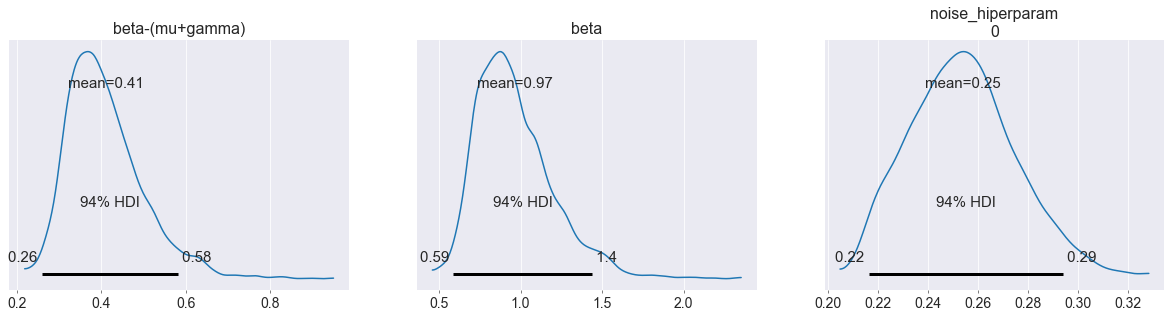 beta-(mu+gamma)
mean=0.41
94% HDI
0.26 0.58
0.2 0.4 0.6 0.8
beta
mean=0.97
94% HDI
0.59 1.4
0.5 1.0 1.5 2.0
noise_hiperparam
0
mean=0.25
94% HDI
0.22 0.29
0.20 0.22 0.24 0.26 0.28 0.30 0.32